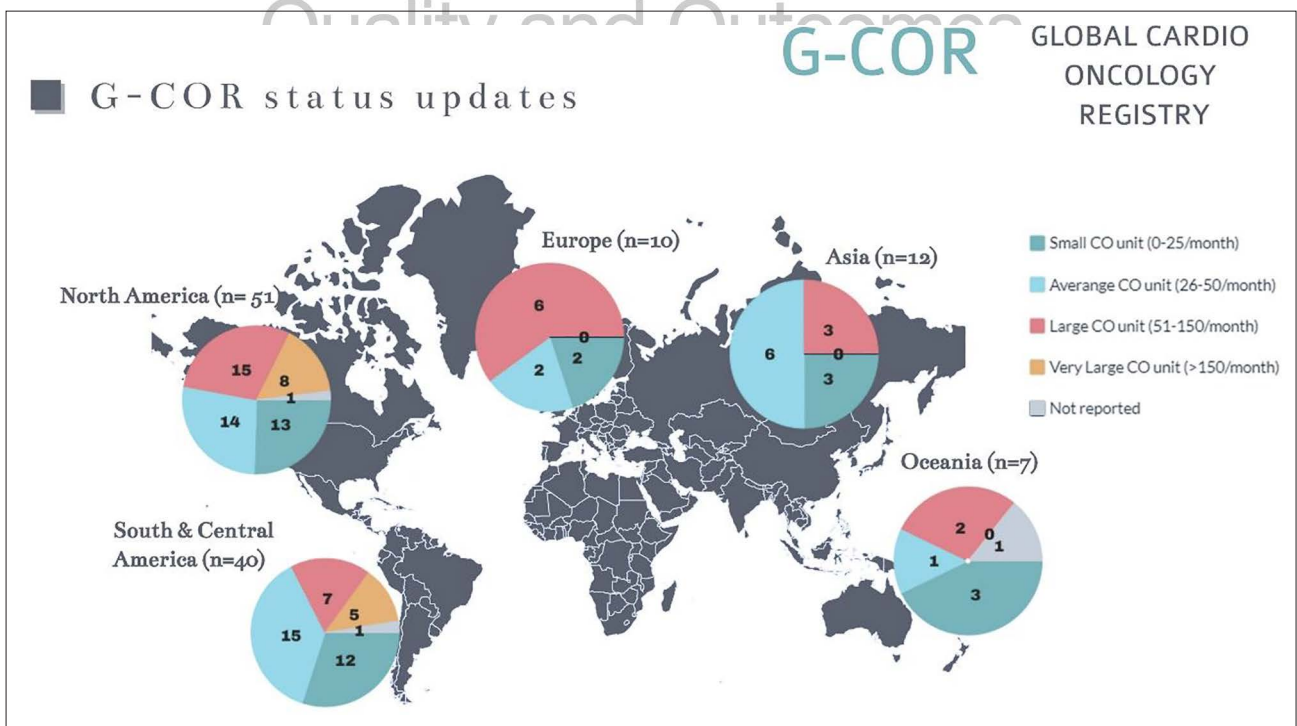 Quality and Outcomes
G-COR
GLOBAL CARDIO
ONCOLOGY
REGISTRY
G-COR status updates
Europe (n=10)
Asia (n=12)
North America (n= 51)
Small CO unit (0-25/month)
Averange CO unit (26-50/month)
Large CO unit (51-150/month)
Very Large CO unit (>150/month)
Not reported
6
0
2
2
3
6
0
3
15
8
1
14
13
Oceania (n=7)
South & Central
America (n=40)
2
0
1
1
3
7
5
1
15
12